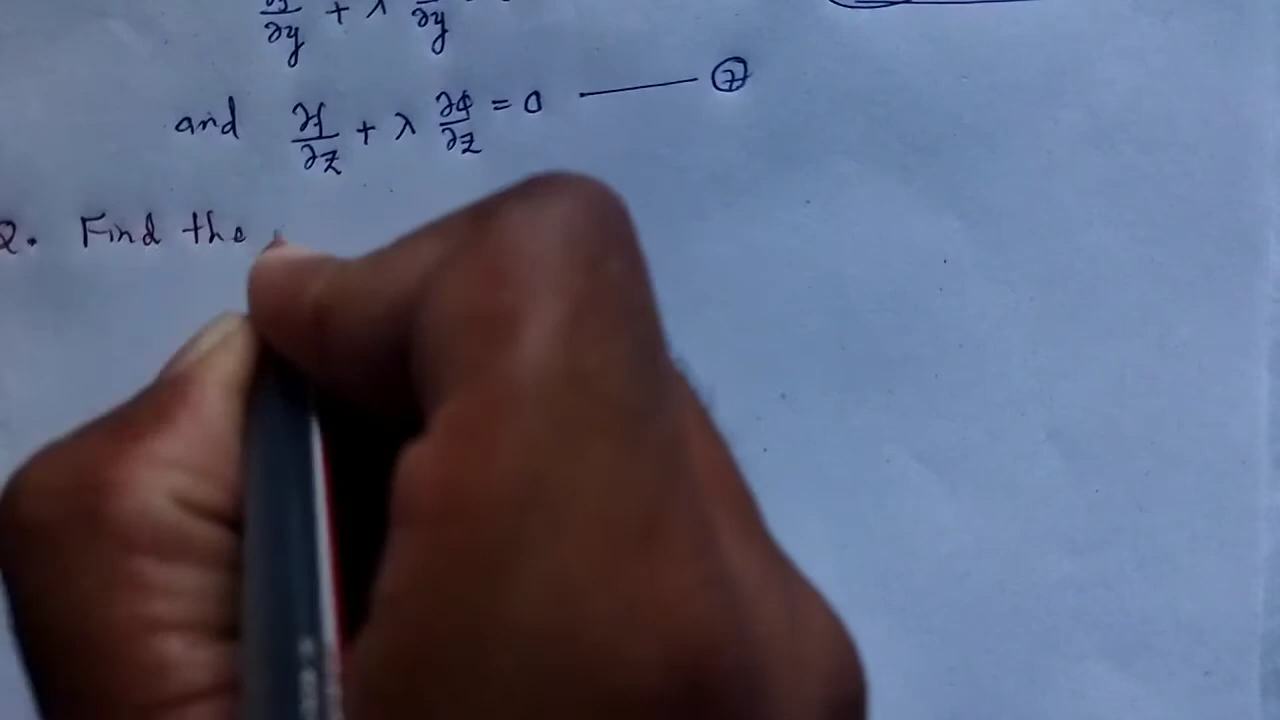 ∂y + λ ∂y
and ∂f/∂z + λ ∂φ/∂z = 0 —— ⑦
Q. Find the